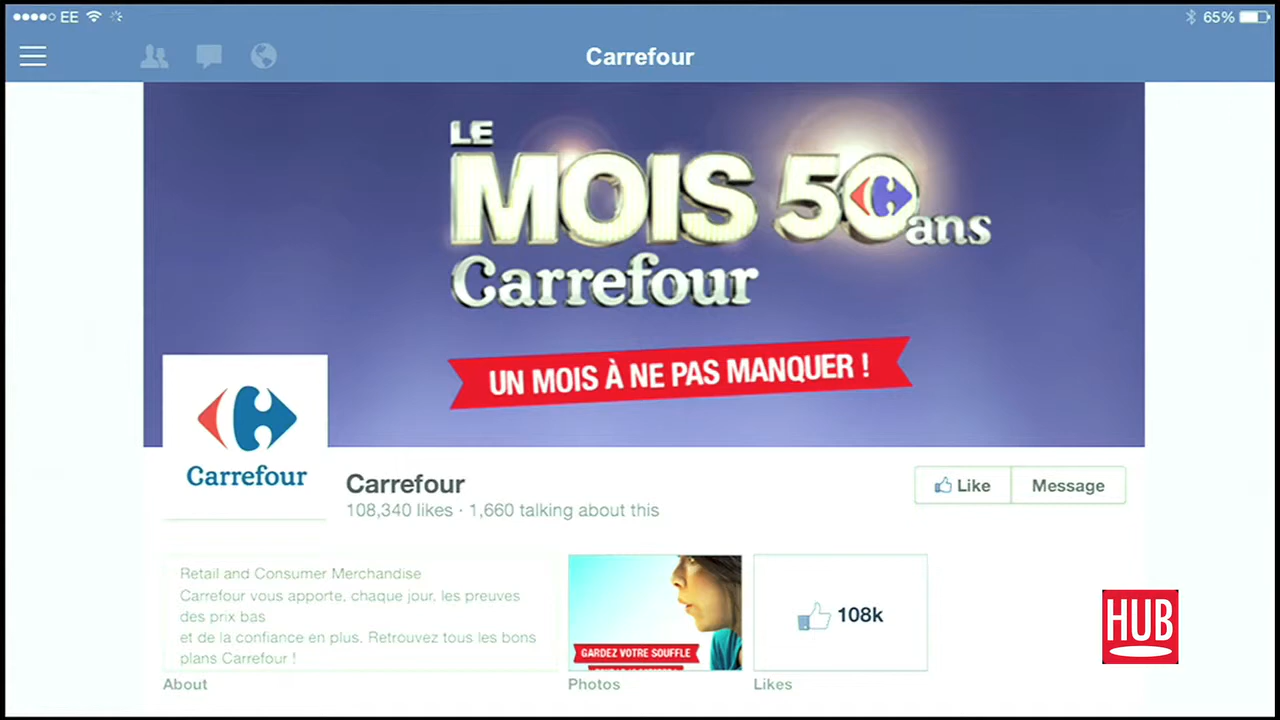 EE
65%
Carrefour
LE
MOIS 50
ans
Carrefour
UN MOIS À NE PAS MANQUER !
Carrefour
Carrefour
108,340 likes · 1,660 talking about this
Like
Message
Retail and Consumer Merchandise
Carrefour vous apporte, chaque jour, les preuves
des prix bas
et de la confiance en plus. Retrouvez tous les bons
plans Carrefour !
GARDEZ VOTRE SOUFFLE
108k
About
Photos
Likes
HUB